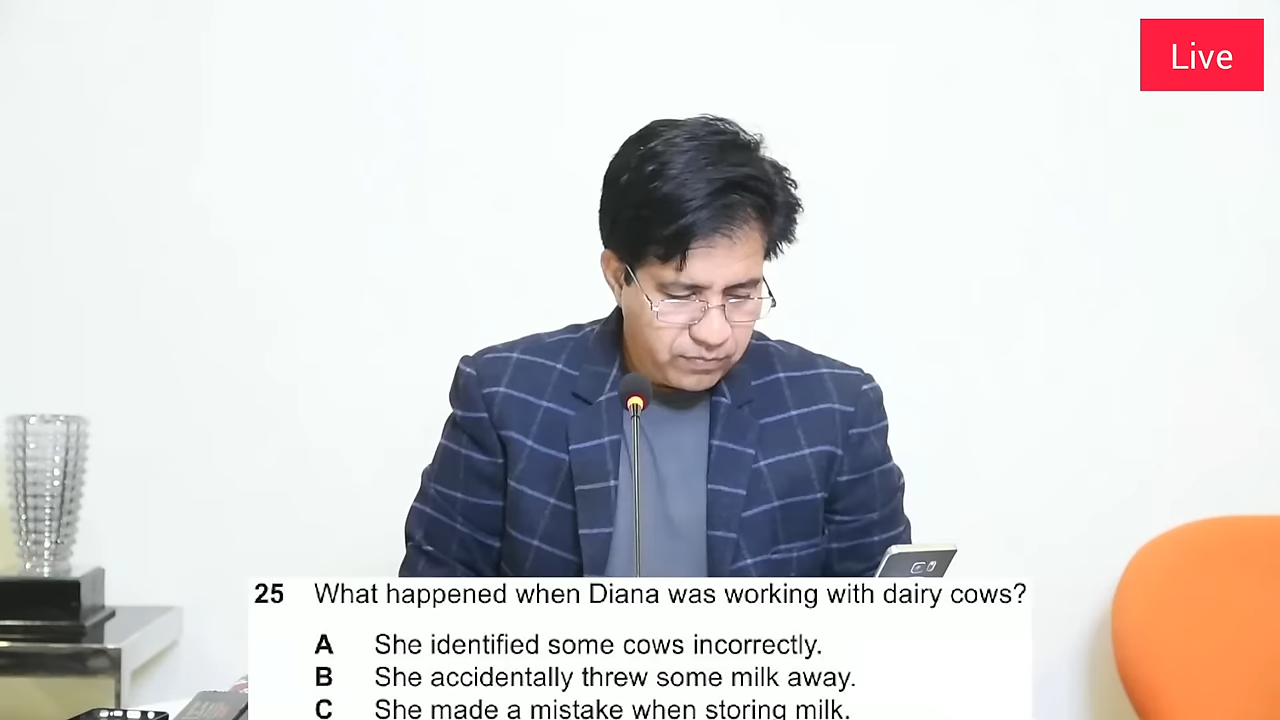 Live
25 What happened when Diana was working with dairy cows?
A She identified some cows incorrectly.
B She accidentally threw some milk away.
C She made a mistake when storing milk.